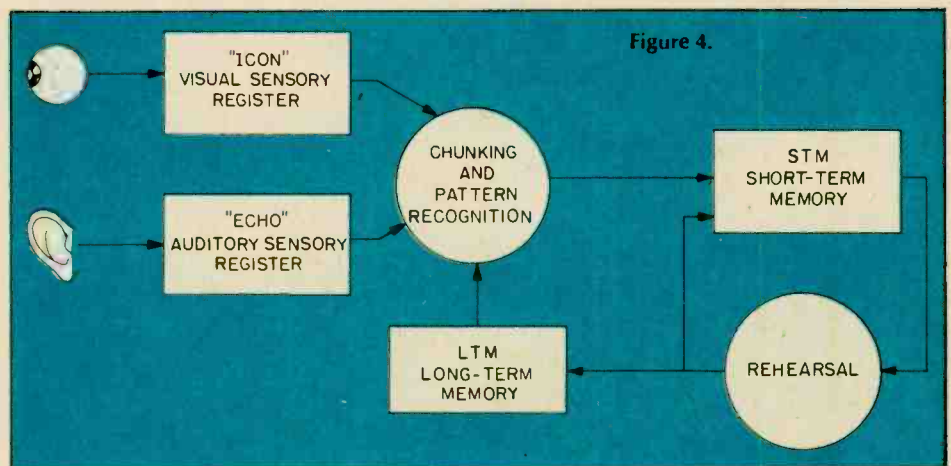 Figure 4.
"ICON"
VISUAL SENSORY
REGISTER
CHUNKING
AND
PATTERN
RECOGNITION
STM
SHORT-TERM
MEMORY
"ECHO"
AUDITORY SENSORY
REGISTER
LTM
LONG-TERM
MEMORY
REHEARSAL